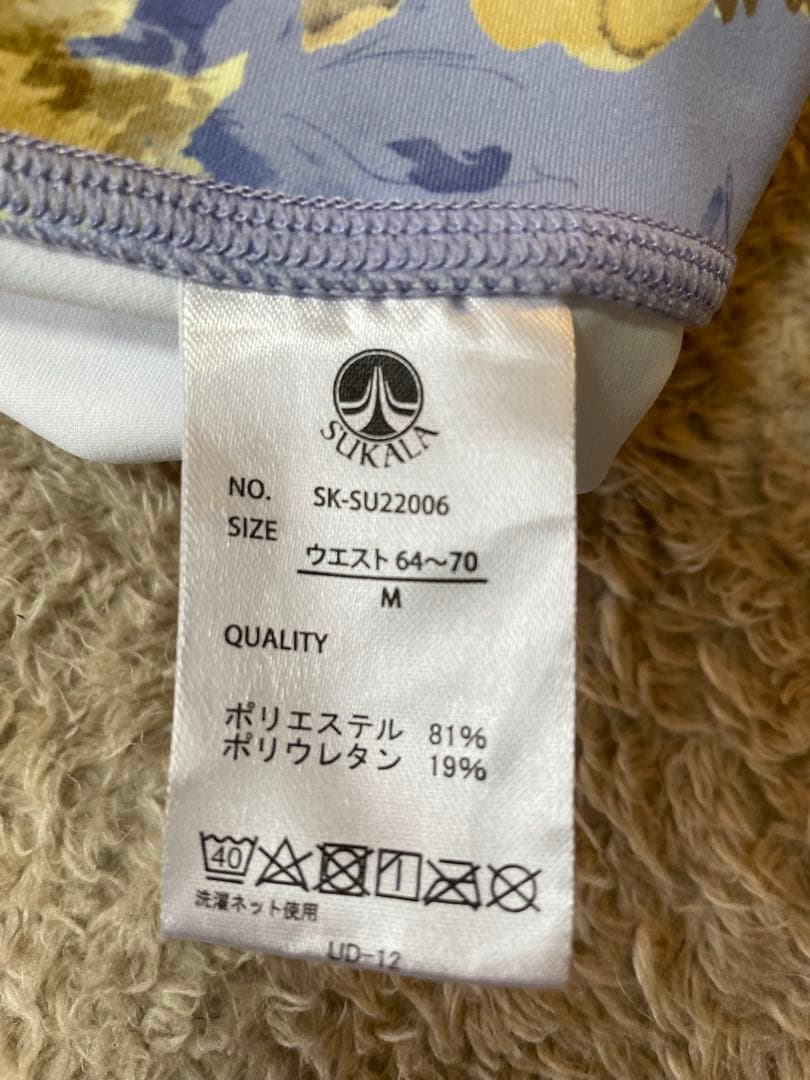 SUKALA
NO. SK-SU22006
SIZE ウエスト 64～70
M
QUALITY
ポリエステル 81%
ポリウレタン 19%
40
洗濯ネット使用
UD-12